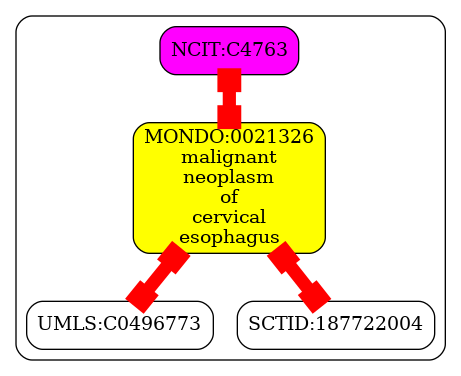 NCIT:C4763
MONDO:0021326
malignant
neoplasm
of
cervical
esophagus
UMLS:C0496773
SCTID:187722004